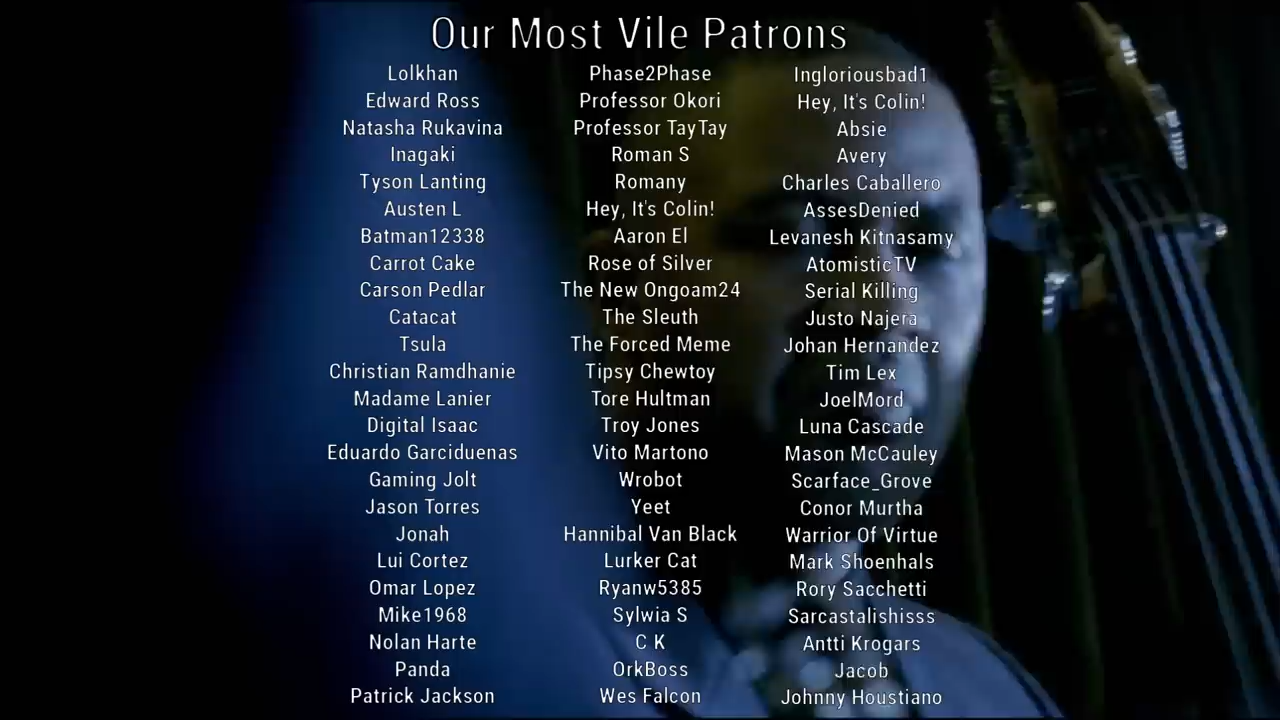 Our Most Vile Patrons
Lolkhan
Edward Ross
Natasha Rukavina
Inagaki
Tyson Lanting
Austen L
Batman12338
Carrot Cake
Carson Pedlar
Catacat
Tsula
Christian Ramdhanie
Madame Lanier
Digital Isaac
Eduardo Garciduenas
Gaming Jolt
Jason Torres
Jonah
Lui Cortez
Omar Lopez
Mike1968
Nolan Harte
Panda
Patrick Jackson
Phase2Phase
Professor Okori
Professor TayTay
Roman S
Romany
Hey, It's Colin!
Aaron El
Rose of Silver
The New Ongoam24
The Sleuth
The Forced Meme
Tipsy Chewtoy
Tore Hultman
Troy Jones
Vito Martono
Wrobot
Yeet
Hannibal Van Black
Lurker Cat
Ryanw5385
Sylwia S
C K
OrkBoss
Wes Falcon
Ingloriousbad1
Hey, It's Colin!
Absie
Avery
Charles Caballero
AssesDenied
Levanesh Kitnasamy
AtomisticTV
Serial Killing
Justo Najera
Johan Hernandez
Tim Lex
JoelMord
Luna Cascade
Mason McCauley
Scarface_Grove
Conor Murtha
Warrior Of Virtue
Mark Shoenhals
Rory Sacchetti
Sarcastalishisss
Antti Krogars
Jacob
Johnny Houstiano